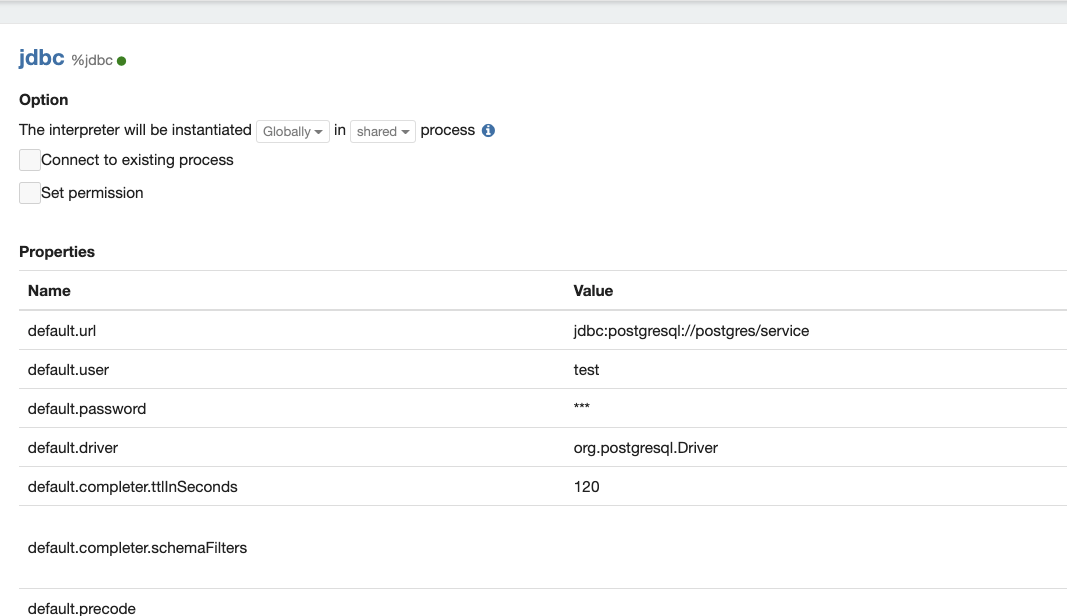 jdbc %jdbc
Option
The interpreter will be instantiated Globally in shared process
Connect to existing process
Set permission
Properties
Name Value
default.url jdbc:postgresql://postgres/service
default.user test
default.password ***
default.driver org.postgresql.Driver
default.completer.ttlInSeconds 120
default.completer.schemaFilters
default.precode